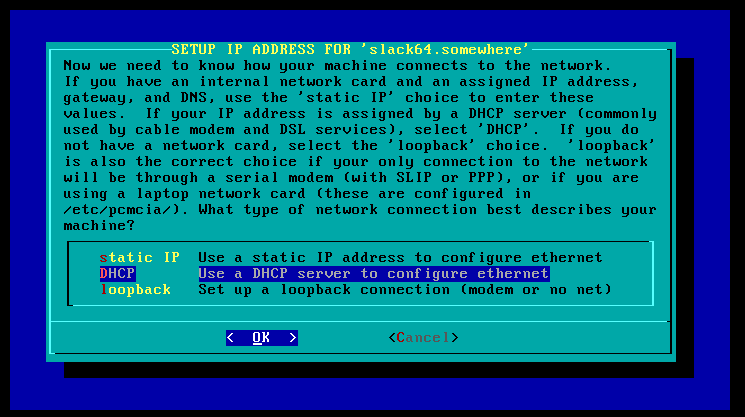 SETUP IP ADDRESS FOR 'slack64.somewhere'
Now we need to know how your machine connects to the network.
If you have an internal network card and an assigned IP address,
gateway, and DNS, use the 'static IP' choice to enter these
values.  If your IP address is assigned by a DHCP server (commonly
used by cable modem and DSL services), select 'DHCP'.  If you do
not have a network card, select the 'loopback' choice.  'loopback'
is also the correct choice if your only connection to the network
will be through a serial modem (with SLIP or PPP), or if you are
using a laptop network card (these are configured in
/etc/pcmcia/). What type of network connection best describes your
machine?
static IP  Use a static IP address to configure ethernet
DHCP       Use a DHCP server to configure ethernet
loopback   Set up a loopback connection (modem or no net)
<  OK  >             <Cancel>